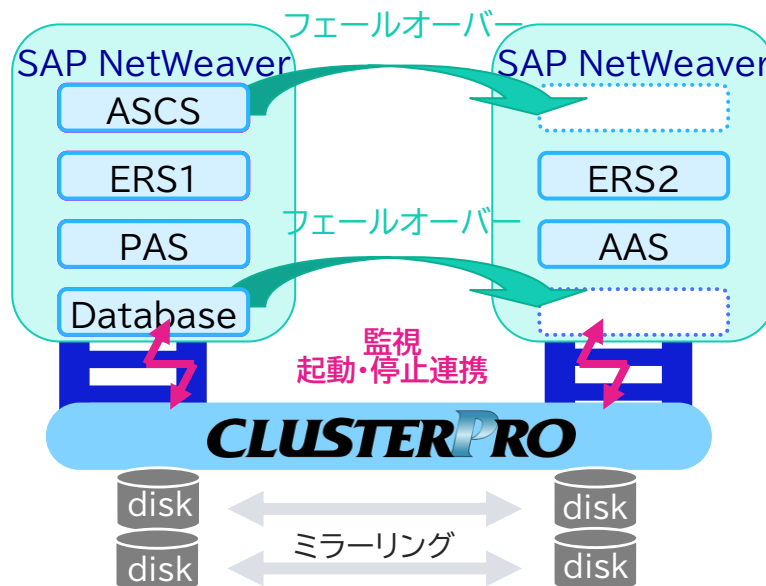 フェールオーバー
SAP NetWeaver
SAP NetWeaver
ASCS
ERS1
ERS2
フェールオーバー
PAS
AAS
Database
監視
起動・停止連携
CLUSTERPRO
disk
disk
ミラーリング
disk
disk